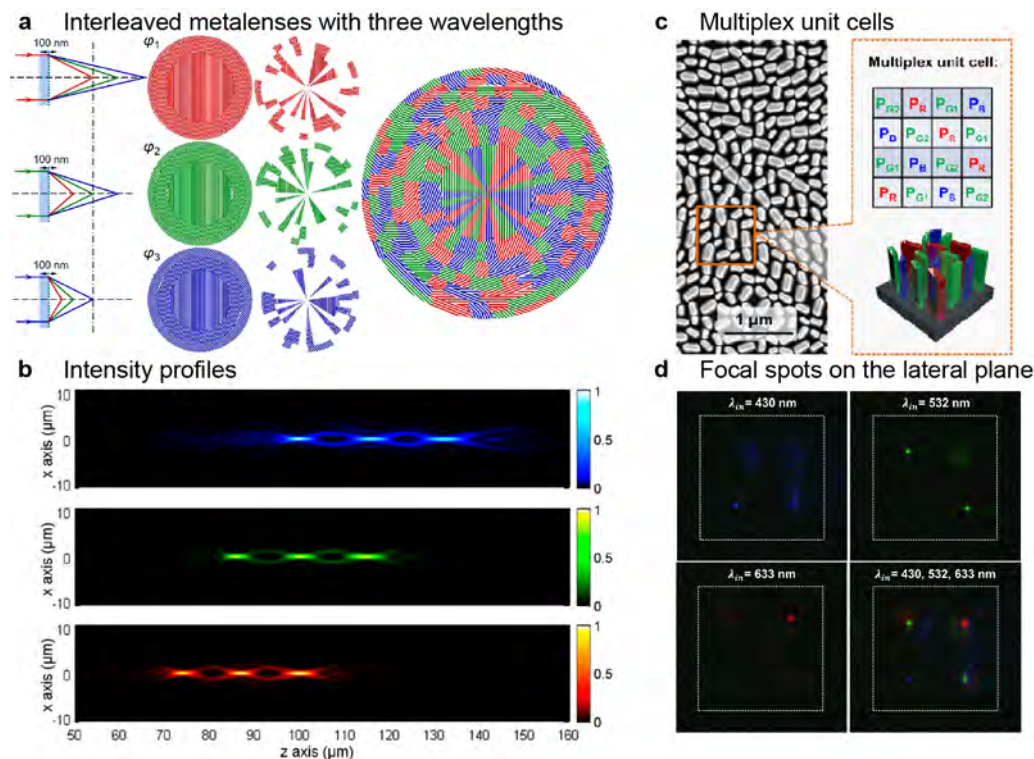 a Interleaved metalenses with three wavelengths
100 nm
φ1
100 nm
φ2
100 nm
φ3
c Multiplex unit cells
1 μm
Multiplex unit cell:
PG2 PR PG1 PB
PB PG2 PR PG1
PG1 PB PG2 PR
PR PG1 PB PG2
b Intensity profiles
x axis (μm)
10
0
-10
1
0.5
0
x axis (μm)
10
0
-10
1
0.5
0
x axis (μm)
10
0
-10
1
0.5
0
50 60 70 80 90 100 110 120 130 140 150 160
z axis (μm)
d Focal spots on the lateral plane
λin= 430 nm
λin= 532 nm
λin= 633 nm
λin= 430, 532, 633 nm